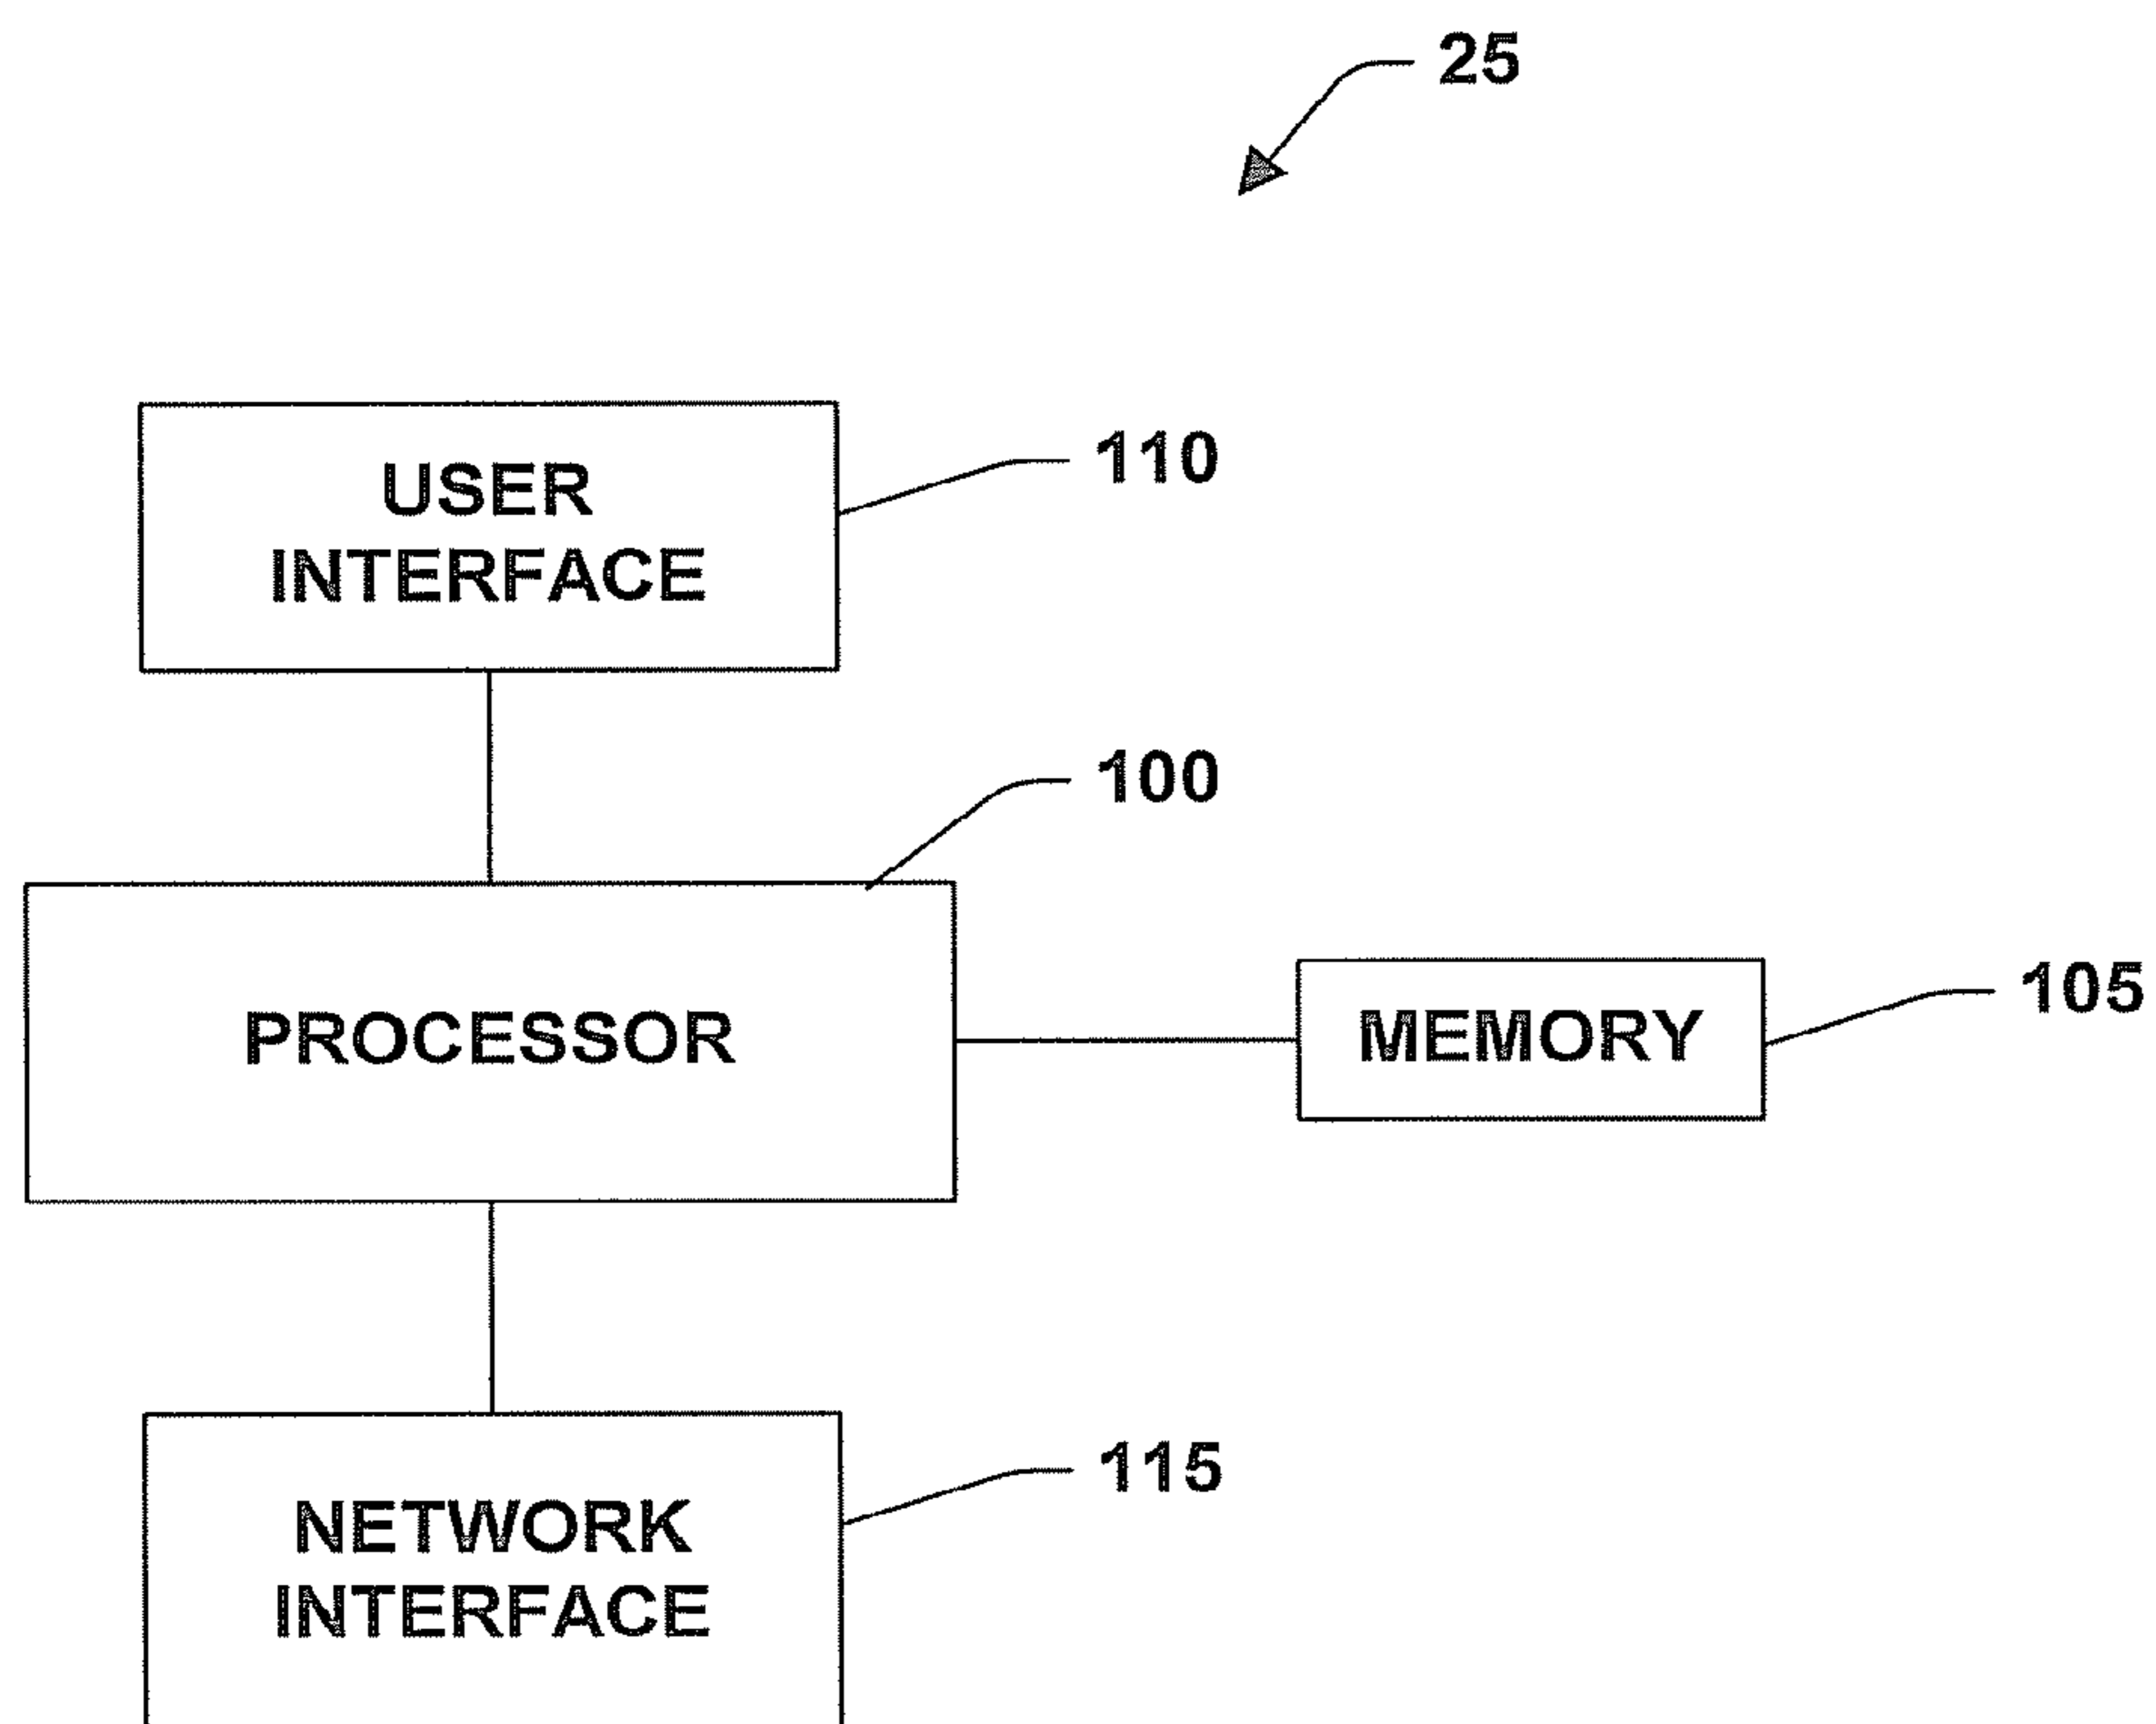 25
USER
INTERFACE
110
100
PROCESSOR
MEMORY
105
NETWORK
INTERFACE
115